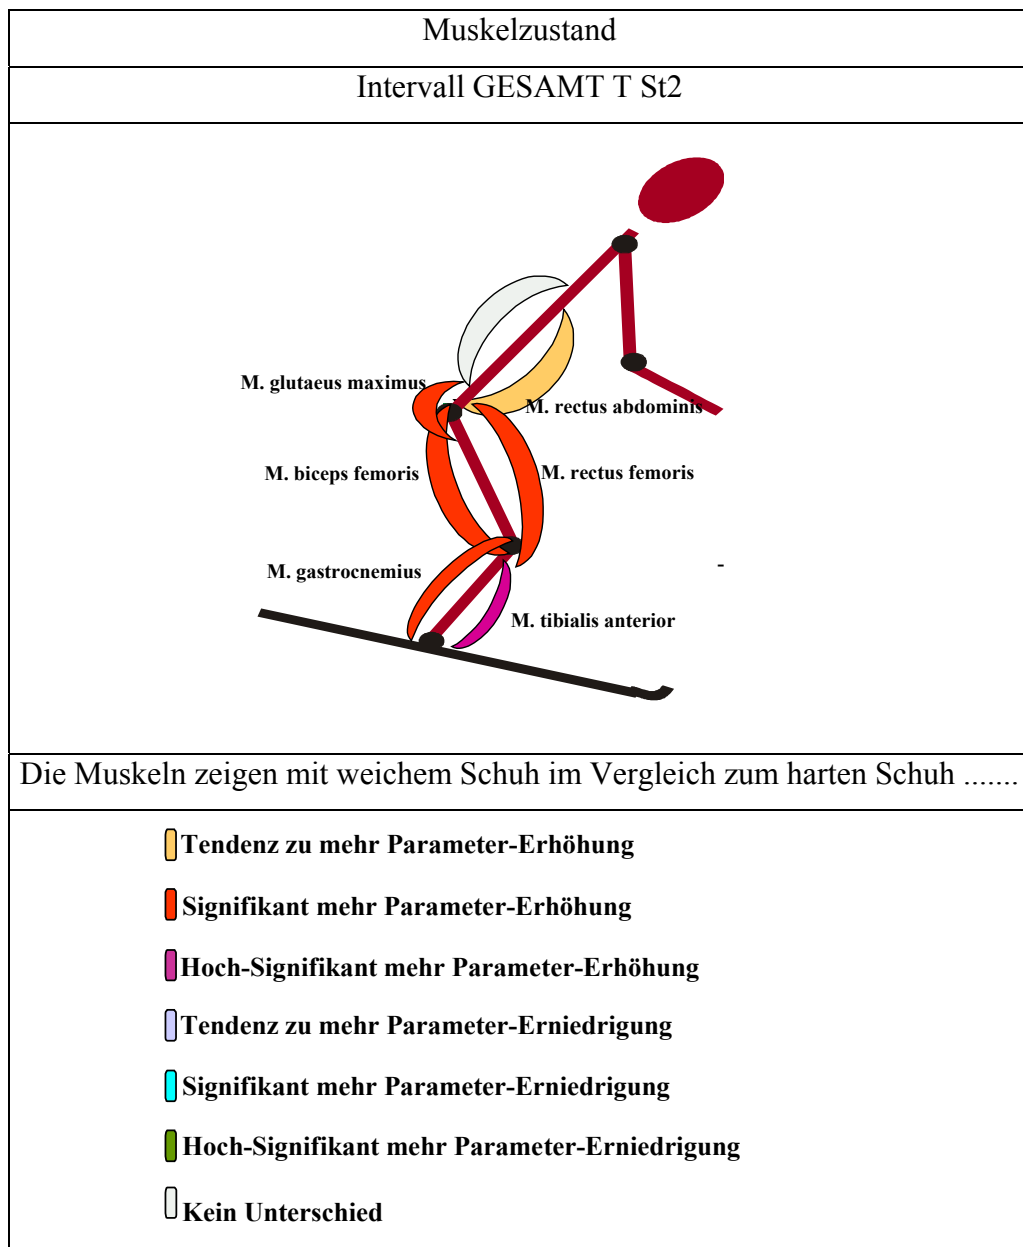 Muskelzustand
Intervall GESAMT T St2
M. glutaeus maximus
M. rectus abdominis
M. biceps femoris
M. rectus femoris
M. gastrocnemius
-
M. tibialis anterior
Die Muskeln zeigen mit weichem Schuh im Vergleich zum harten Schuh .......
Tendenz zu mehr Parameter-Erhöhung
Signifikant mehr Parameter-Erhöhung
Hoch-Signifikant mehr Parameter-Erhöhung
Tendenz zu mehr Parameter-Erniedrigung
Signifikant mehr Parameter-Erniedrigung
Hoch-Signifikant mehr Parameter-Erniedrigung
Kein Unterschied